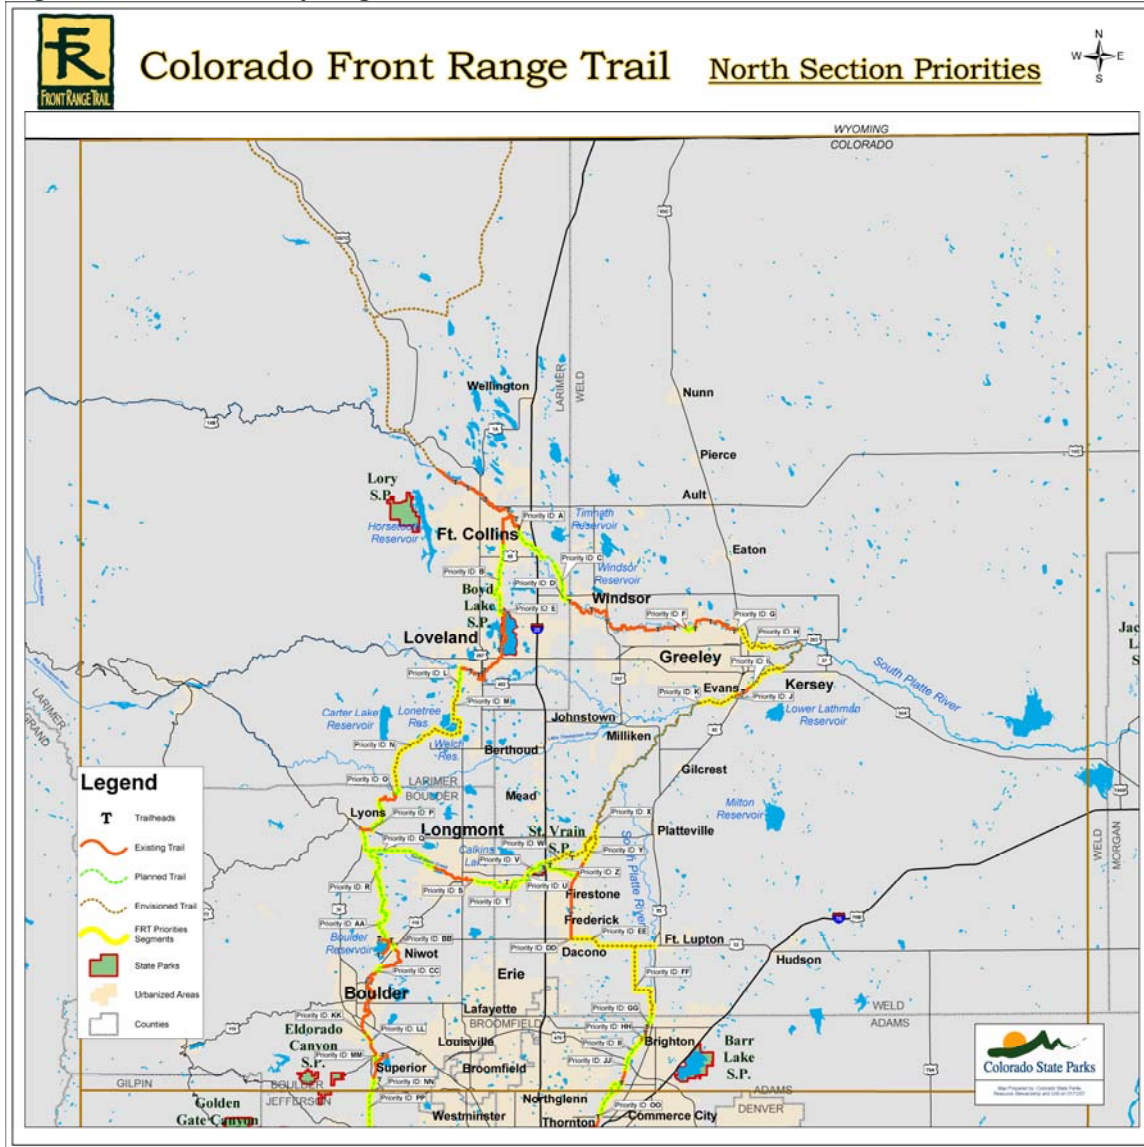 FR
FRONT RANGE TRAIL
Colorado Front Range Trail
North Section Priorities
N
W
E
S
WYOMING
COLORADO
LARIMER
WELD
Wellington
Nunn
Pierce
Ault
Lory
S.P.
Horsetooth
Reservoir
Priority ID: A
Timnath
Reservoir
Ft. Collins
Eaton
Priority ID: C
Priority ID: B
Priority ID: D
Windsor
Reservoir
Boyd
Lake
S.P.
Priority ID: E
Windsor
Priority ID: F
Priority ID: G
Priority ID: H
Loveland
Greeley
Priority ID: L
Priority ID: K
Evans
Kersey
Priority ID: J
South Platte River
Lower Lathman
Reservoir
Priority ID: M
Carter Lake
Reservoir
Lonetree
Res.
Johnstown
Milliken
Priority ID: N
Welch
Res.
Berthoud
LARIMER
GRAND
Priority ID: O
LARIMER
BOULDER
Gilcrest
Mead
Milton
Reservoir
Lyons
Priority ID: P
Priority ID: X
Longmont
St. Vrain
S.P.
Platteville
Priority ID: Q
Priority ID: W
Priority ID: Y
Priority ID: V
Priority ID: Z
South Platte River
Priority ID: R
Priority ID: S
Priority ID: U
Priority ID: T
Firestone
Frederick
Priority ID: AA
Priority ID: BB
Priority ID: EE
Boulder
Reservoir
Niwot
Priority ID: DD
Dacono
Ft. Lupton
Hudson
Priority ID: CC
Erie
Priority ID: FF
Boulder
Lafayette
Priority ID: GG
WELD
ADAMS
WELD
MORGAN
Priority ID: KK
BROOMFIELD
Priority ID: HH
Eldorado
Canyon
S.P.
Priority ID: LL
Louisville
Priority ID: II
Brighton
Barr
Lake
S.P.
Priority ID: MM
Superior
Broomfield
Priority ID: JJ
GILPIN
BOULDER
JEFFERSON
Priority ID: NN
Golden
Gate Canyon
Priority ID: PP
Northglenn
Priority ID: OO
ADAMS
DENVER
Westminster
Thornton
Commerce City
Legend
T Trailheads
Existing Trail
Planned Trail
Envisioned Trail
FRT Priorities
Segments
State Parks
Urbanized Areas
Counties
Colorado State Parks